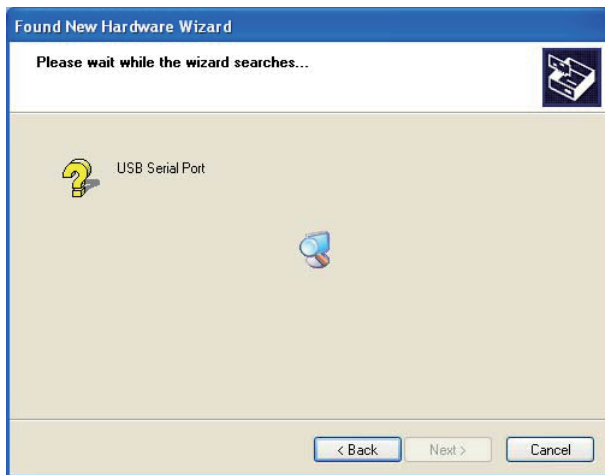 Found New Hardware Wizard
Please wait while the wizard searches...
USB Serial Port
< Back Next > Cancel